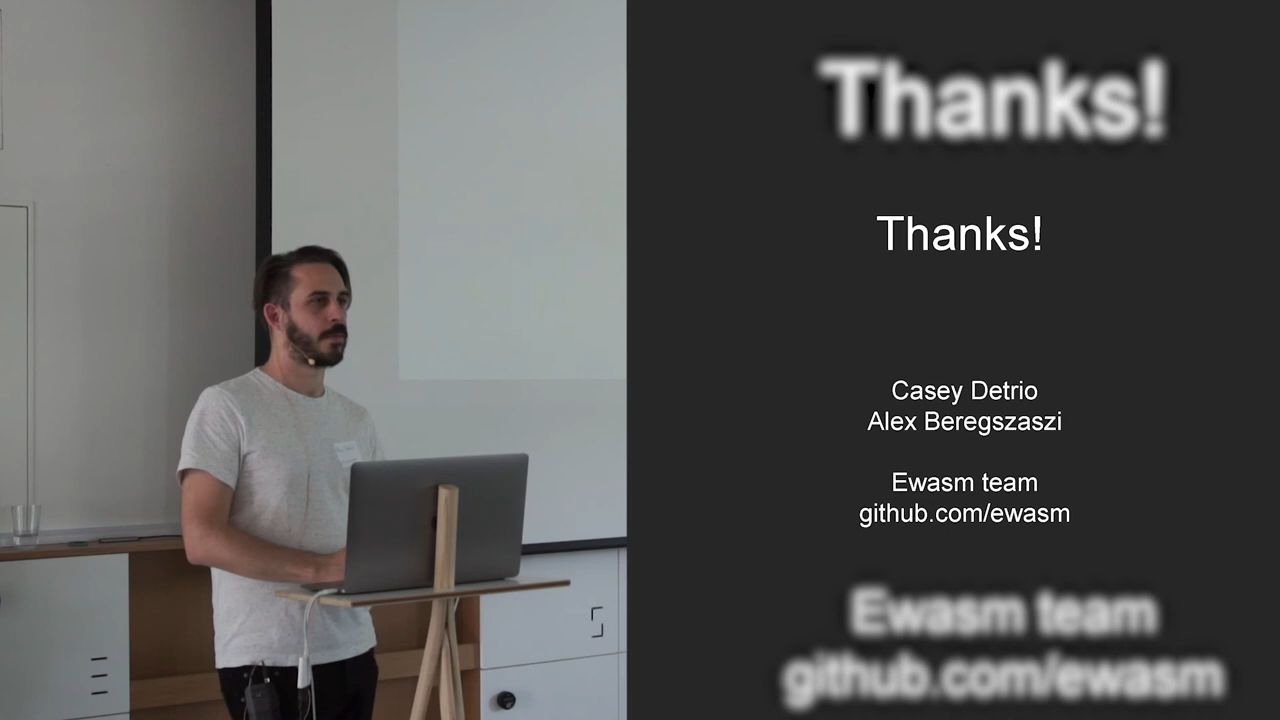 Thanks!
Thanks!
Casey Detrio
Alex Beregszaszi
Ewasm team
github.com/ewasm
Ewasm team
github.com/ewasm